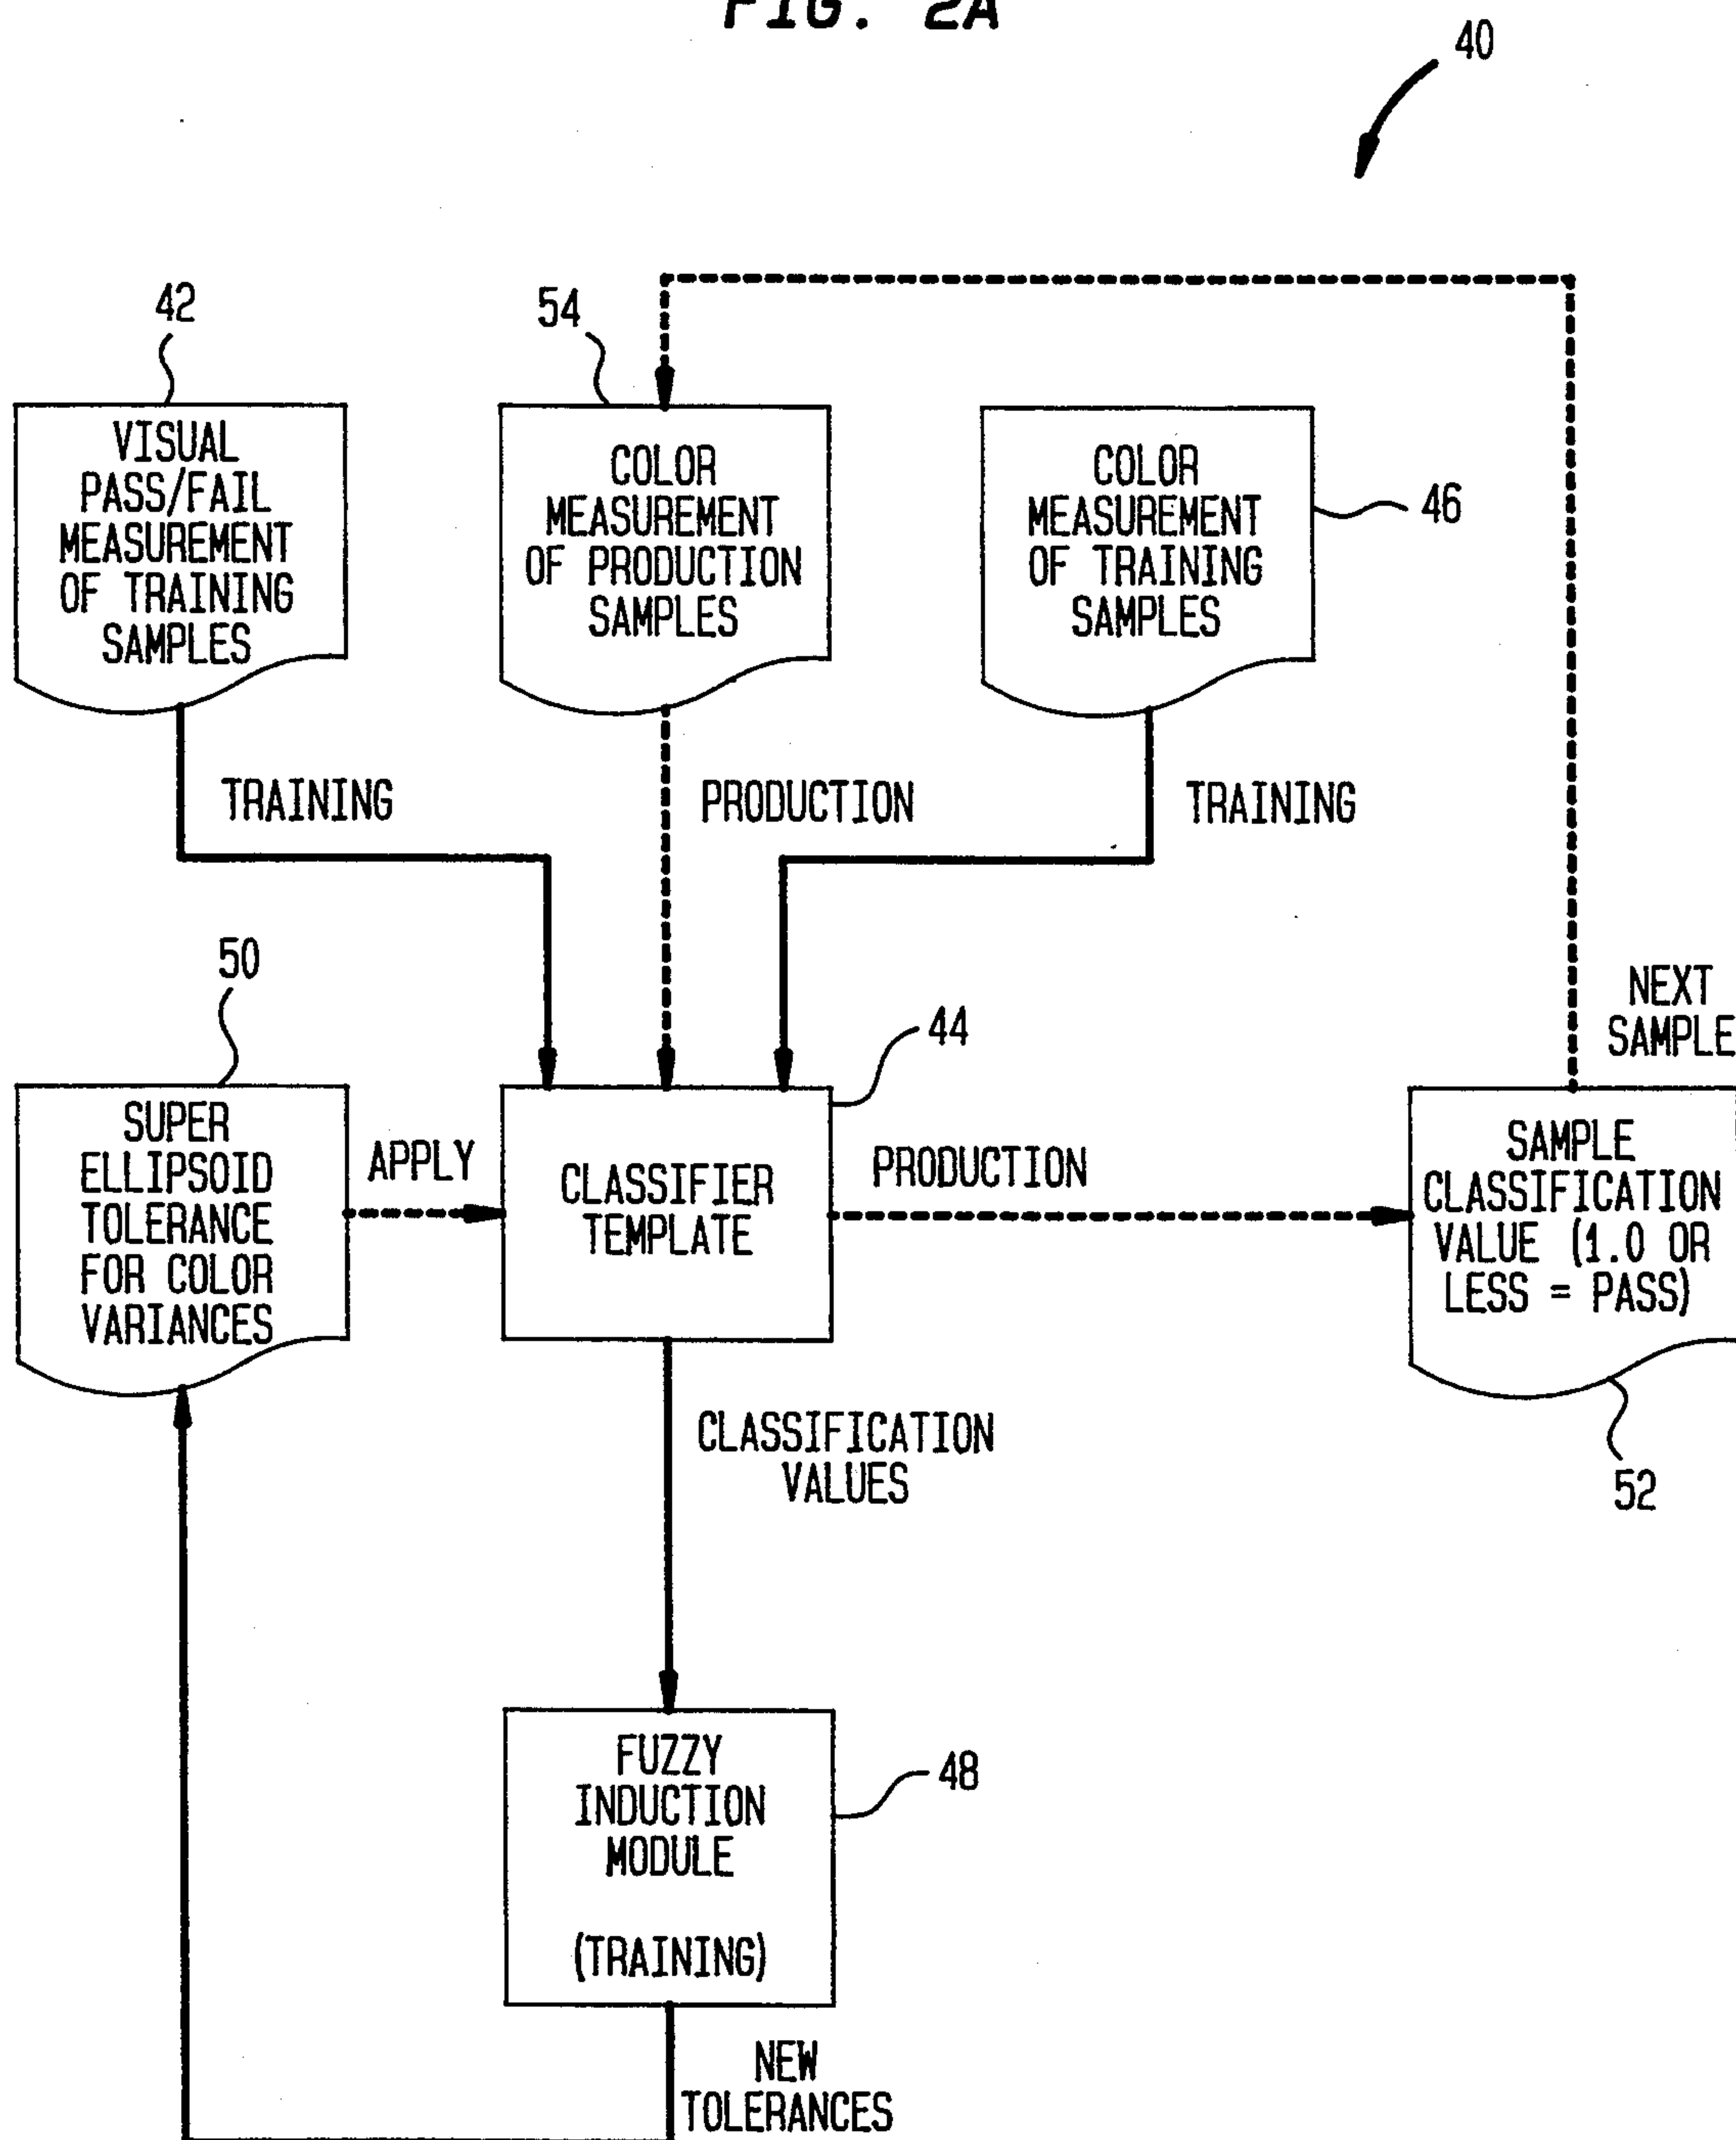 FIG. 2A
40
42
54
VISUAL
PASS/FAIL
MEASUREMENT
OF TRAINING
SAMPLES
COLOR
MEASUREMENT
OF PRODUCTION
SAMPLES
COLOR
MEASUREMENT
OF TRAINING
SAMPLES
46
TRAINING
PRODUCTION
TRAINING
50
44
NEXT
SAMPLE
SUPER
ELLIPSOID
TOLERANCE
FOR COLOR
VARIANCES
APPLY
CLASSIFIER
TEMPLATE
PRODUCTION
SAMPLE
CLASSIFICATION
VALUE (1.0 OR
LESS = PASS)
CLASSIFICATION
VALUES
52
FUZZY
INDUCTION
MODULE
(TRAINING)
48
NEW
TOLERANCES